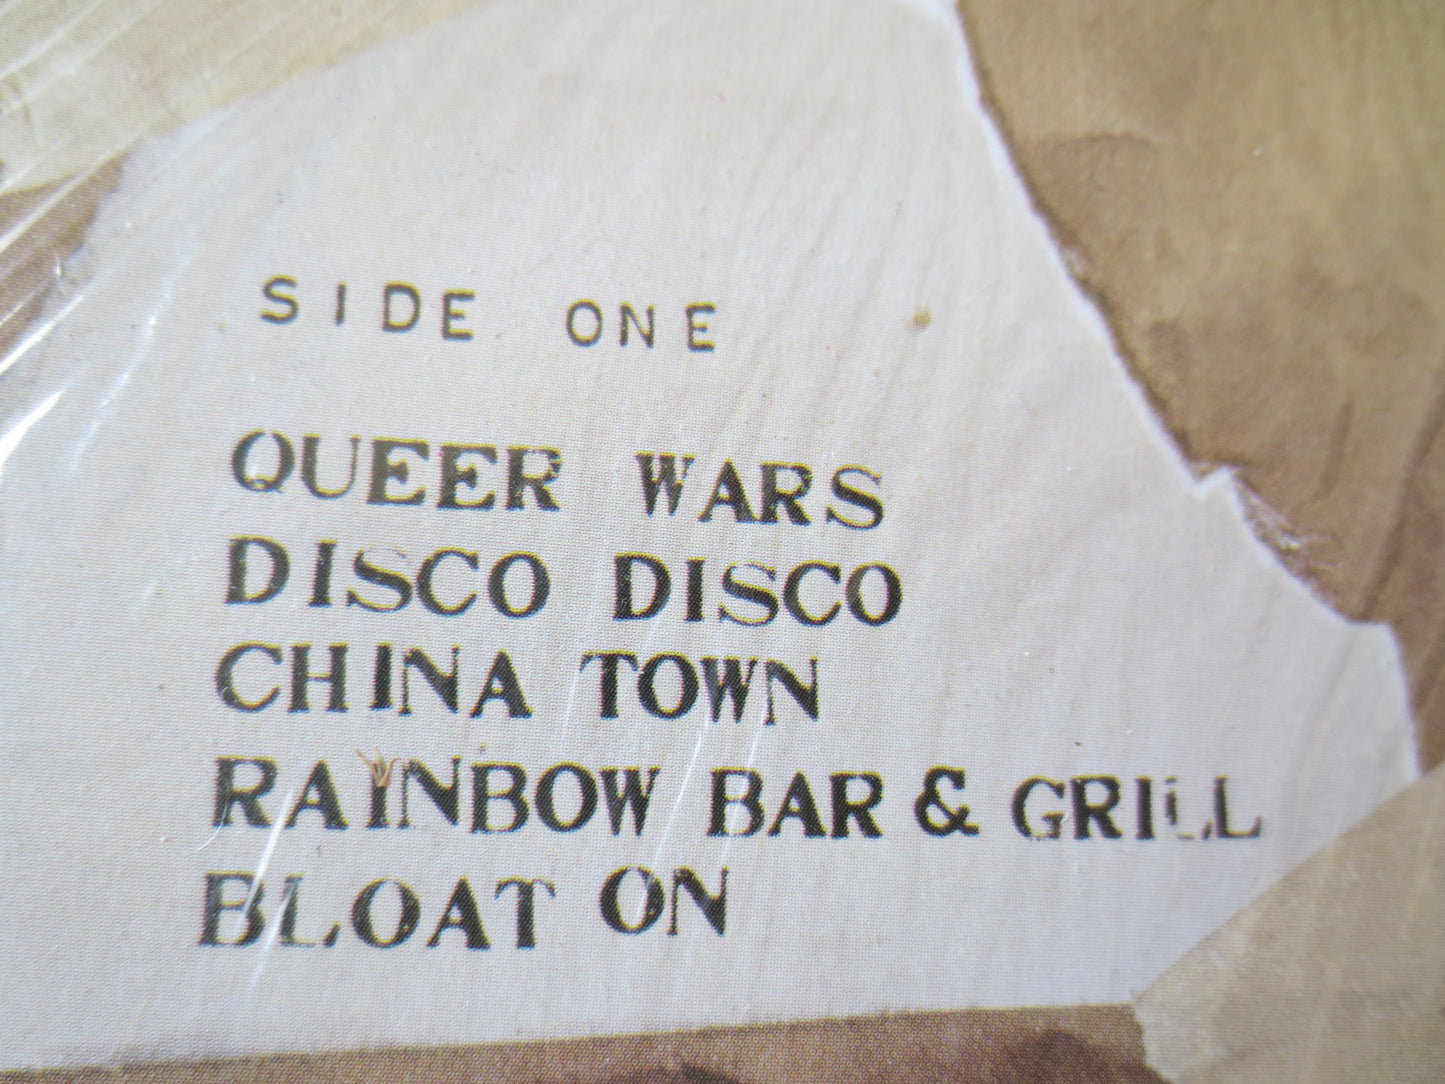 SIDE ONE
QUEER WARS
DISCO DISCO
CHINA TOWN
RAINBOW BAR & GRILL
BLOAT ON